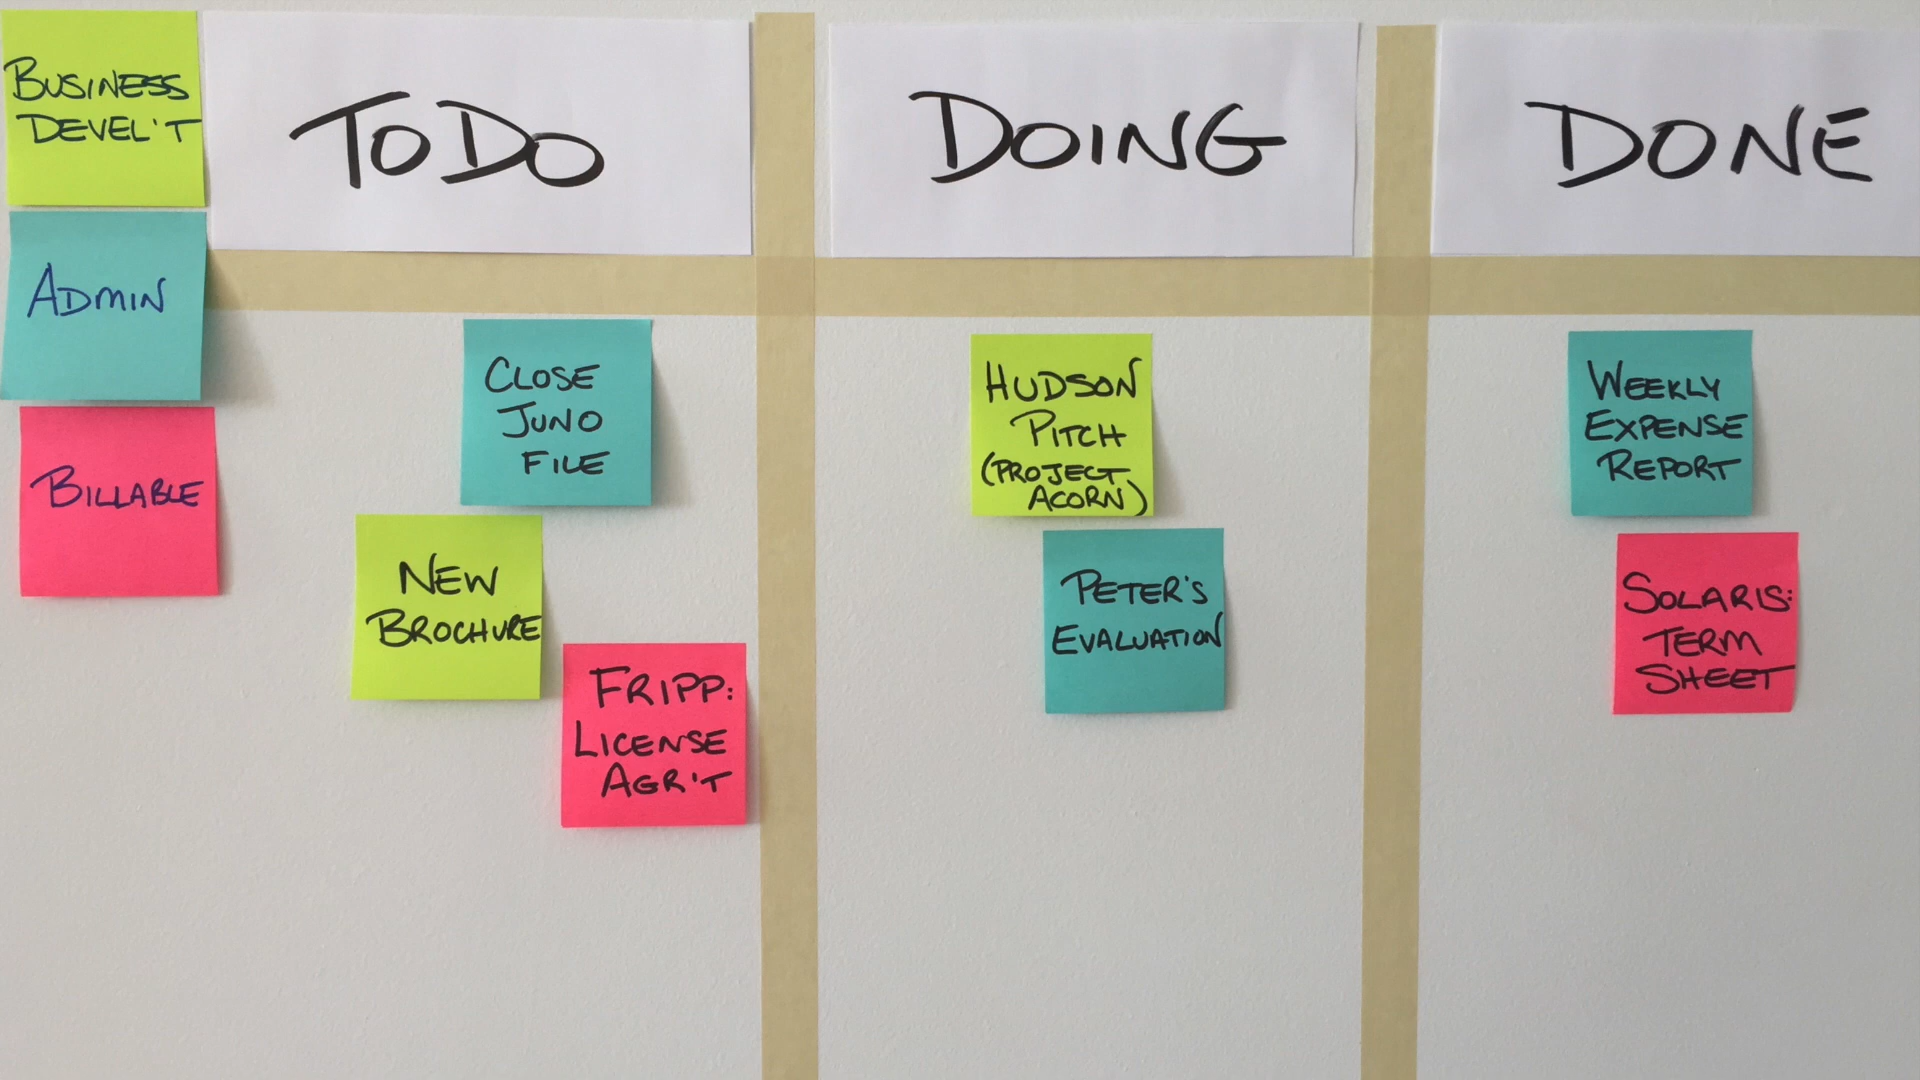 BUSINESS
DEVEL'T
ADMIN
BILLABLE
TODO
CLOSE
JUNO
FILE
NEW
BROCHURE
FRIPP:
LICENSE
AGR'T
DOING
HUDSON
PITCH
(PROJECT
ACORN)
PETER'S
EVALUATION
DONE
WEEKLY
EXPENSE
REPORT
SOLARIS:
TERM
SHEET